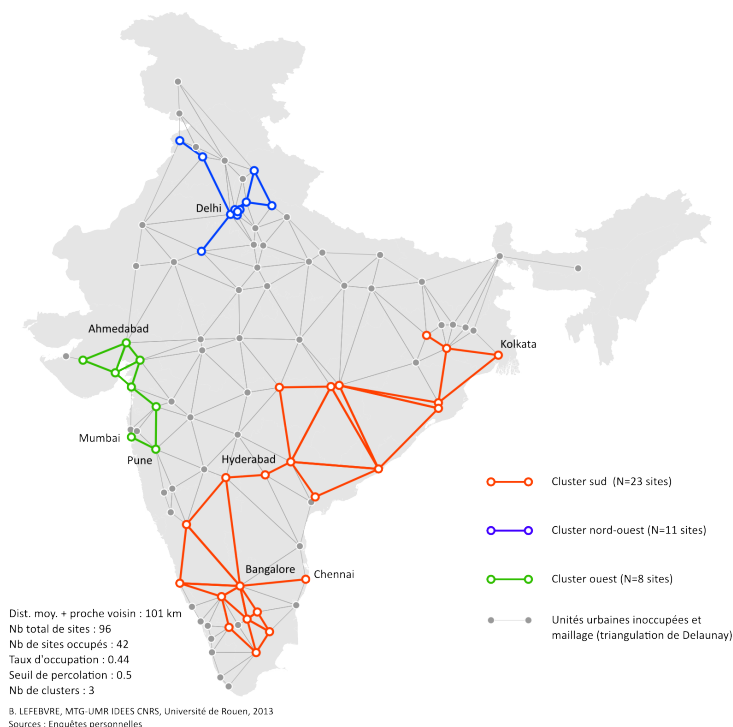 Delhi
Ahmedabad
Kolkata
Mumbai
Pune
Hyderabad
Cluster sud (N=23 sites)
Cluster nord-ouest (N=11 sites)
Bangalore
Chennai
Cluster ouest (N=8 sites)
Unités urbaines inoccupées et
maillage (triangulation de Delaunay)
Dist. moy. + proche voisin : 101 km
Nb total de sites : 96
Nb de sites occupés : 42
Taux d'occupation : 0.44
Seuil de percolation : 0.5
Nb de clusters : 3
B. LEFEBVRE, MTG-UMR IDEES CNRS, Université de Rouen, 2013
Sources : Enquêtes personnelles